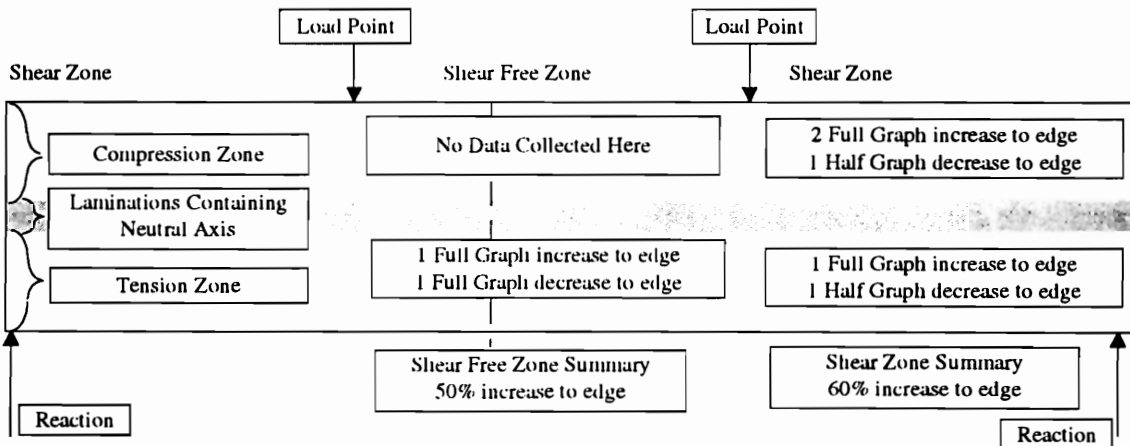 Load Point
Load Point
Shear Zone
Shear Free Zone
Shear Zone
Compression Zone
No Data Collected Here
2 Full Graph increase to edge
1 Half Graph decrease to edge
Laminations Containing
Neutral Axis
Tension Zone
1 Full Graph increase to edge
1 Full Graph decrease to edge
1 Full Graph increase to edge
1 Half Graph decrease to edge
Shear Free Zone Summary
50% increase to edge
Shear Zone Summary
60% increase to edge
Reaction
Reaction